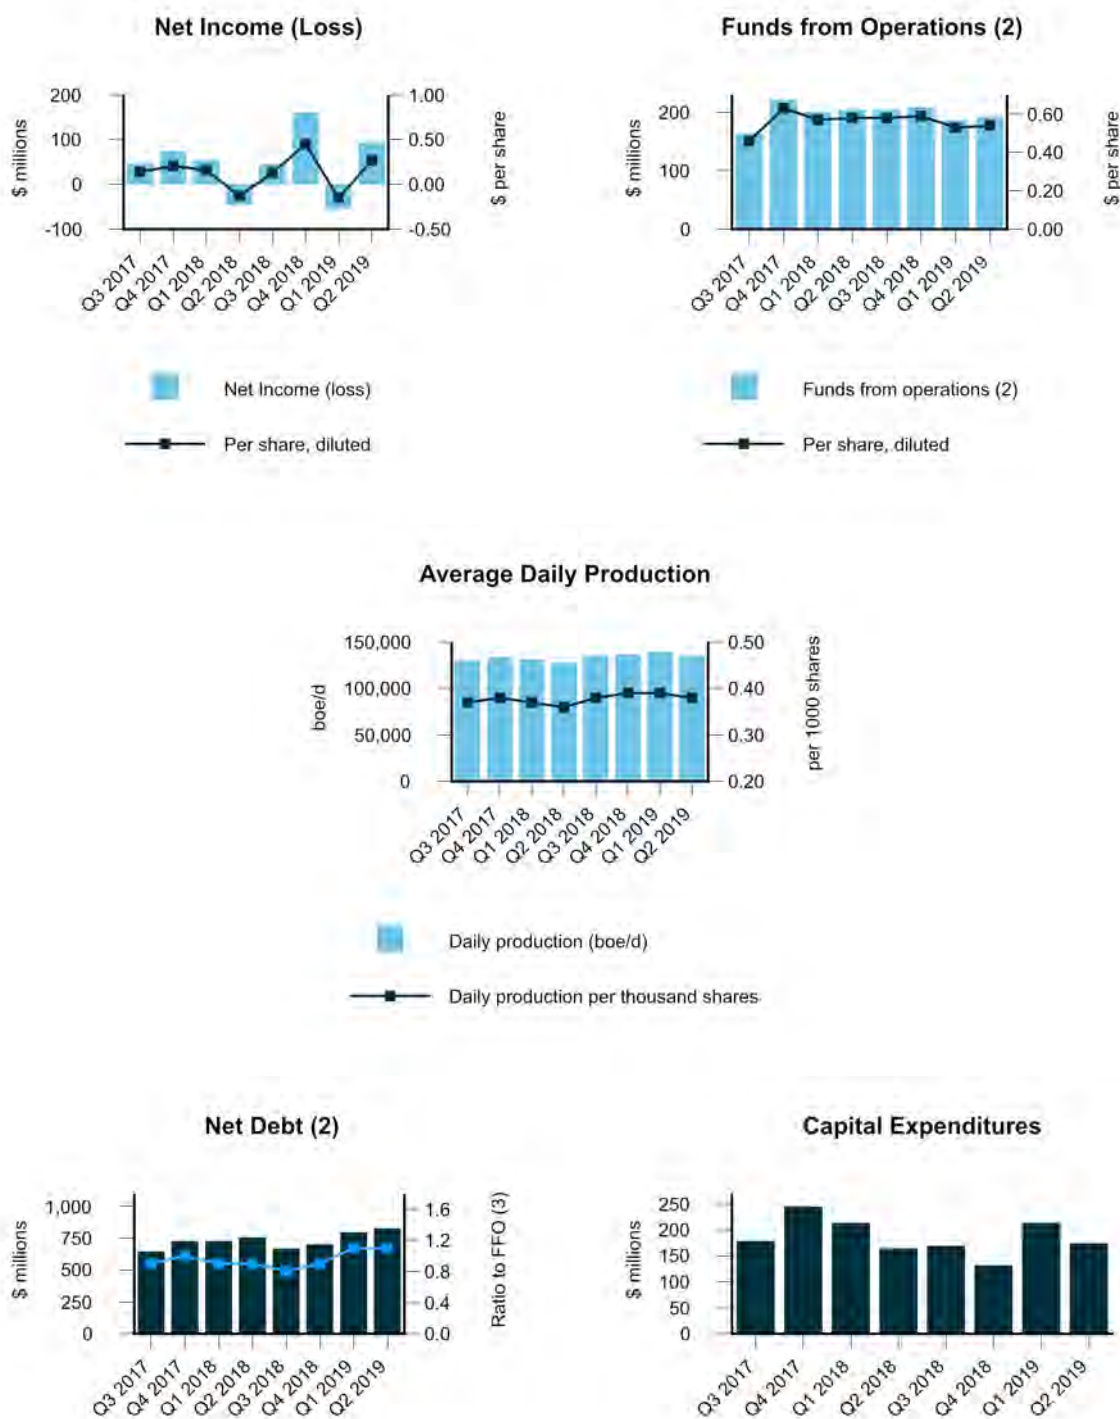 Net Income (Loss)
200
100
0
-100
$ millions
1.00
0.50
0.00
-0.50
$ per share
Q3 2017
Q4 2017
Q1 2018
Q2 2018
Q3 2018
Q4 2018
Q1 2019
Q2 2019
Net Income (loss)
Per share, diluted
Funds from Operations (2)
200
100
0
$ millions
0.60
0.40
0.20
0.00
$ per share
Q3 2017
Q4 2017
Q1 2018
Q2 2018
Q3 2018
Q4 2018
Q1 2019
Q2 2019
Funds from operations (2)
Per share, diluted
Average Daily Production
150,000
100,000
50,000
0
boe/d
0.50
0.40
0.30
0.20
per 1000 shares
Q3 2017
Q4 2017
Q1 2018
Q2 2018
Q3 2018
Q4 2018
Q1 2019
Q2 2019
Daily production (boe/d)
Daily production per thousand shares
Net Debt (2)
1,000
750
500
250
0
$ millions
1.6
1.2
0.8
0.4
0.0
Ratio to FFO (3)
Q3 2017
Q4 2017
Q1 2018
Q2 2018
Q3 2018
Q4 2018
Q1 2019
Q2 2019
Capital Expenditures
250
200
150
100
50
0
$ millions
Q3 2017
Q4 2017
Q1 2018
Q2 2018
Q3 2018
Q4 2018
Q1 2019
Q2 2019